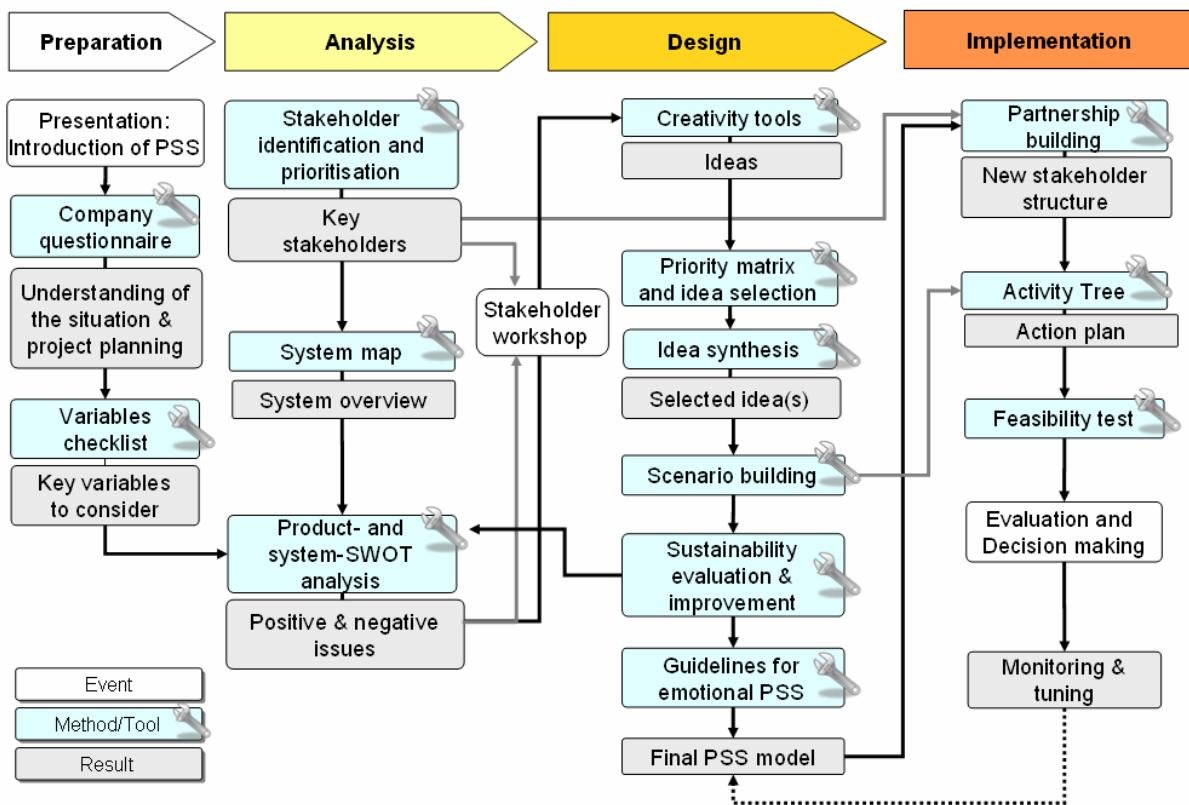 Preparation
Analysis
Design
Implementation
Presentation:
Introduction of PSS
Company
questionnaire
Understanding of
the situation &
project planning
Variables
checklist
Key variables
to consider
Stakeholder
identification and
prioritisation
Key
stakeholders
System map
System overview
Product- and
system-SWOT
analysis
Positive & negative
issues
Stakeholder
workshop
Creativity tools
Ideas
Priority matrix
and idea selection
Idea synthesis
Selected idea(s)
Scenario building
Sustainability
evaluation &
improvement
Guidelines for
emotional PSS
Final PSS model
Partnership
building
New stakeholder
structure
Activity Tree
Action plan
Feasibility test
Evaluation and
Decision making
Monitoring &
tuning
Event
Method/Tool
Result